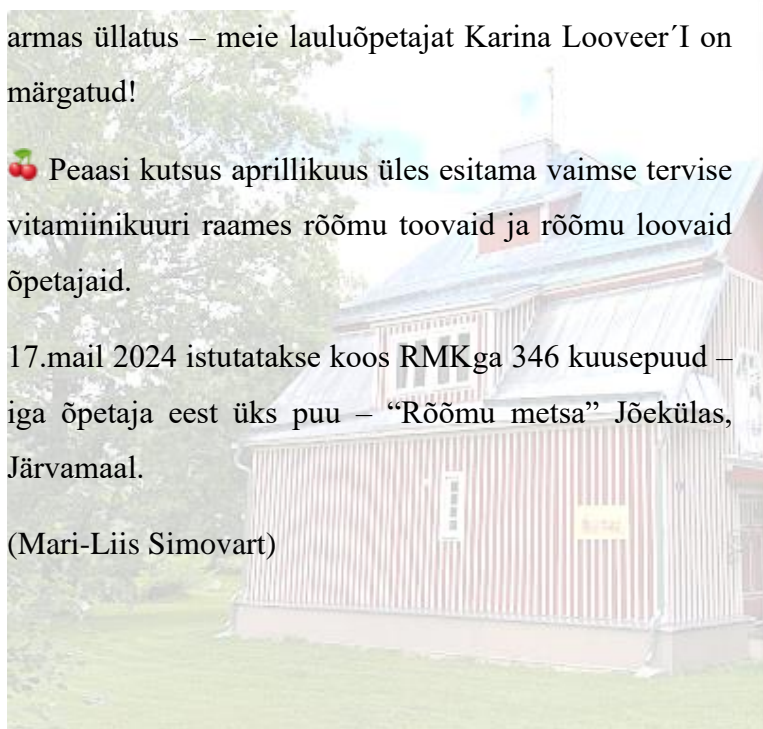 armas üllatus – meie lauluõpetajat Karina Looveer´I on
märgatud!
🍒 Peaasi kutsus aprillikuus üles esitama vaimse tervise
vitamiinikuuri raames rõõmu toovaid ja rõõmu loovaid
õpetajaid.
17.mail 2024 istutatakse koos RMKga 346 kuusepuud –
iga õpetaja eest üks puu – “Rõõmu metsa” Jõekülas,
Järvamaal.
(Mari-Liis Simovart)